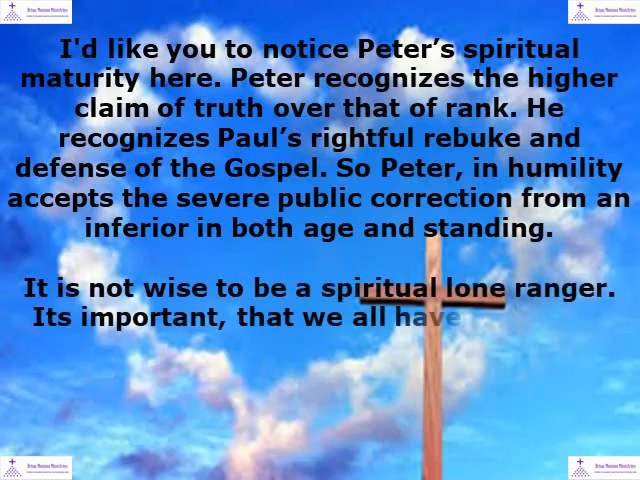 I'd like you to notice Peter’s spiritual
maturity here. Peter recognizes the higher
claim of truth over that of rank. He
recognizes Paul’s rightful rebuke and
defense of the Gospel. So Peter, in humility
accepts the severe public correction from an
inferior in both age and standing.
It is not wise to be a spiritual lone ranger.
Its important, that we all have